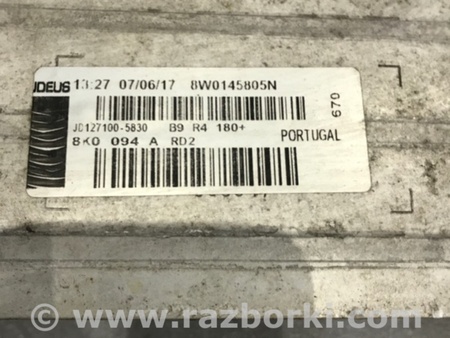 JDEUS 13:27 07/06/17 8W0145805N
JD127100-5830 B9 R4 180+
8K0 094 A RD2 PORTUGAL
670
© www.razborki.com